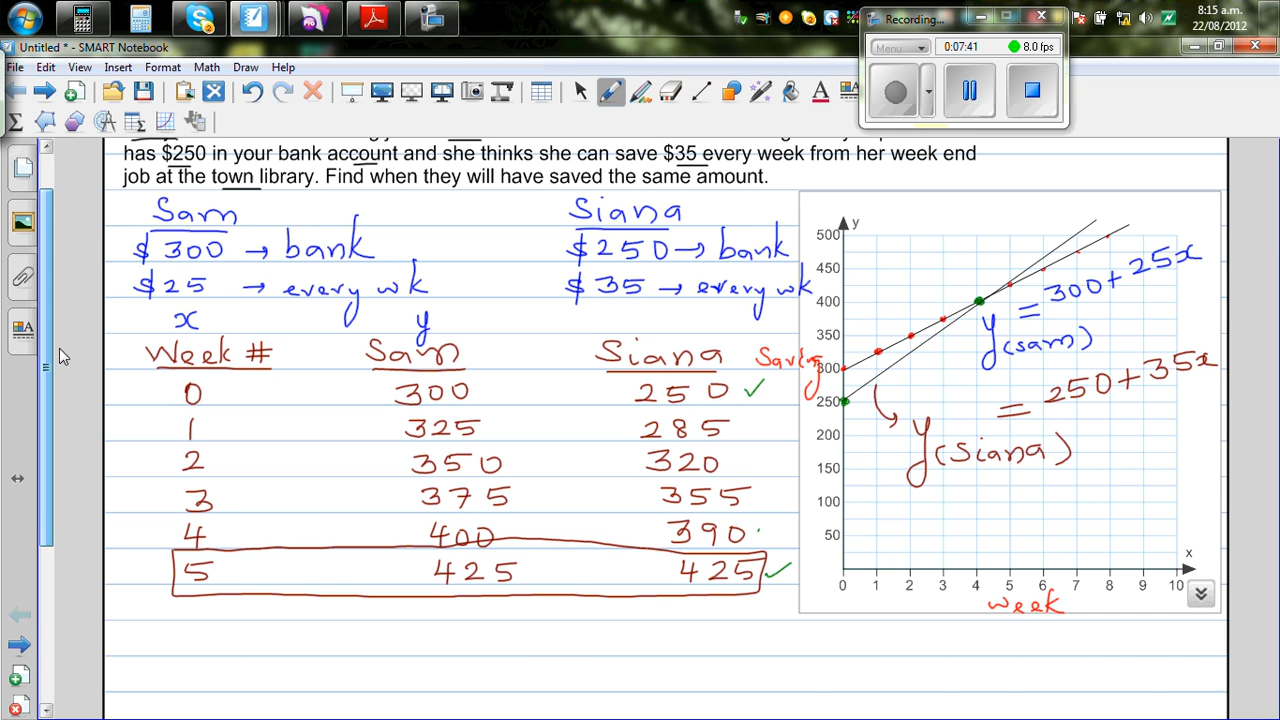 8:15 a.m.
22/08/2012
Recording...
Untitled * - SMART Notebook
Menu
0:07:41
8.0 fps
File Edit View Insert Format Math Draw Help
has $250 in your bank account and she thinks she can save $35 every week from her week end
job at the town library. Find when they will have saved the same amount.
Sam Siana
$300 → bank $250 → bank
$25 → every wk $35 → every wk
x y
Week # Sam Siana
0 300 250 ✓
1 325 285
2 350 320
3 375 355
4 400 390
5 425 425 ✓
Saving
y
500
450
400
350
300
250
200
150
100
50
0 1 2 3 4 5 6 7 8 9 10
x
week
y(sam) = 300+25x
y(Siana) = 250+35x